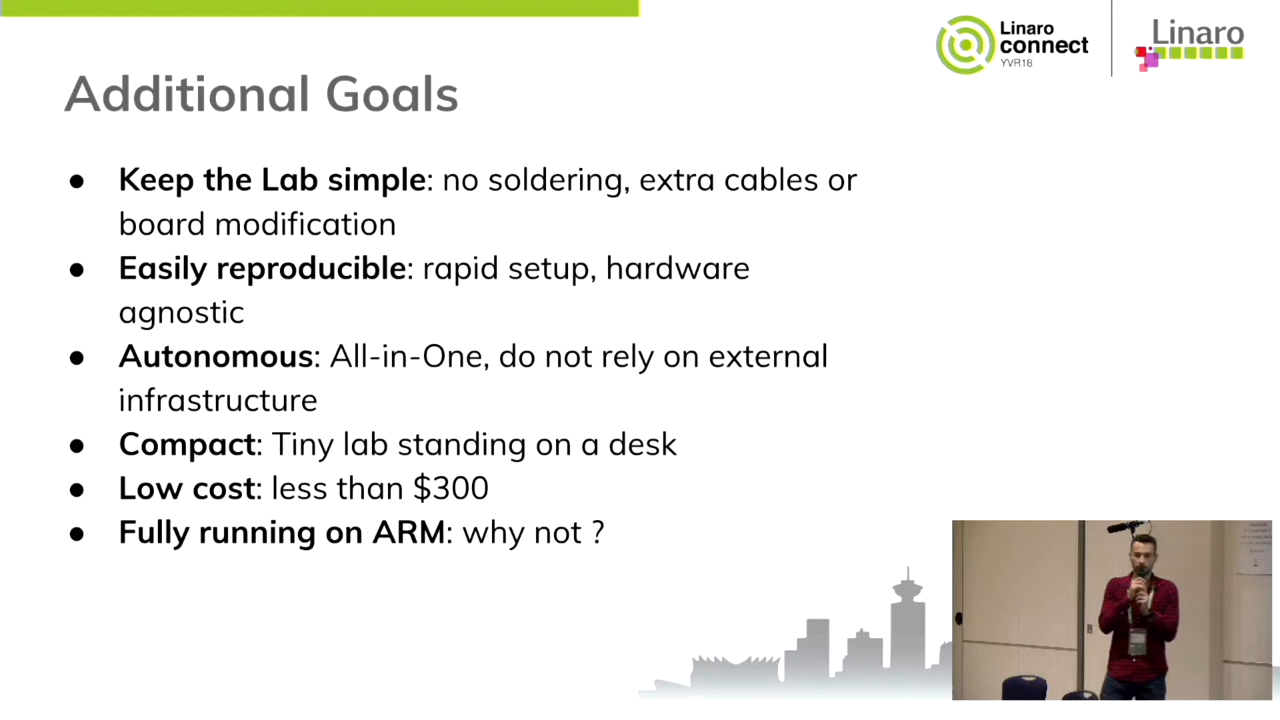 Linaro
connect
YVR18
Linaro
Additional Goals
● Keep the Lab simple: no soldering, extra cables or
board modification
● Easily reproducible: rapid setup, hardware
agnostic
● Autonomous: All-in-One, do not rely on external
infrastructure
● Compact: Tiny lab standing on a desk
● Low cost: less than $300
● Fully running on ARM: why not ?